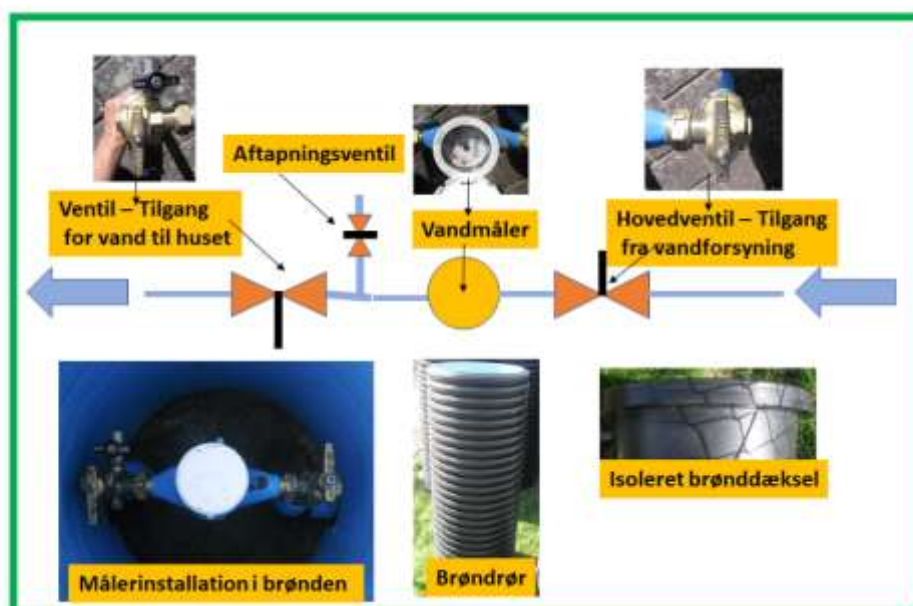 Aftapningsventil
Ventil – Tilgang
for vand til huset
Vandmåler
Hovedventil – Tilgang
fra vandforsyning
Målerinstallation i brønden
Brøndrør
Isoleret brønddæksel